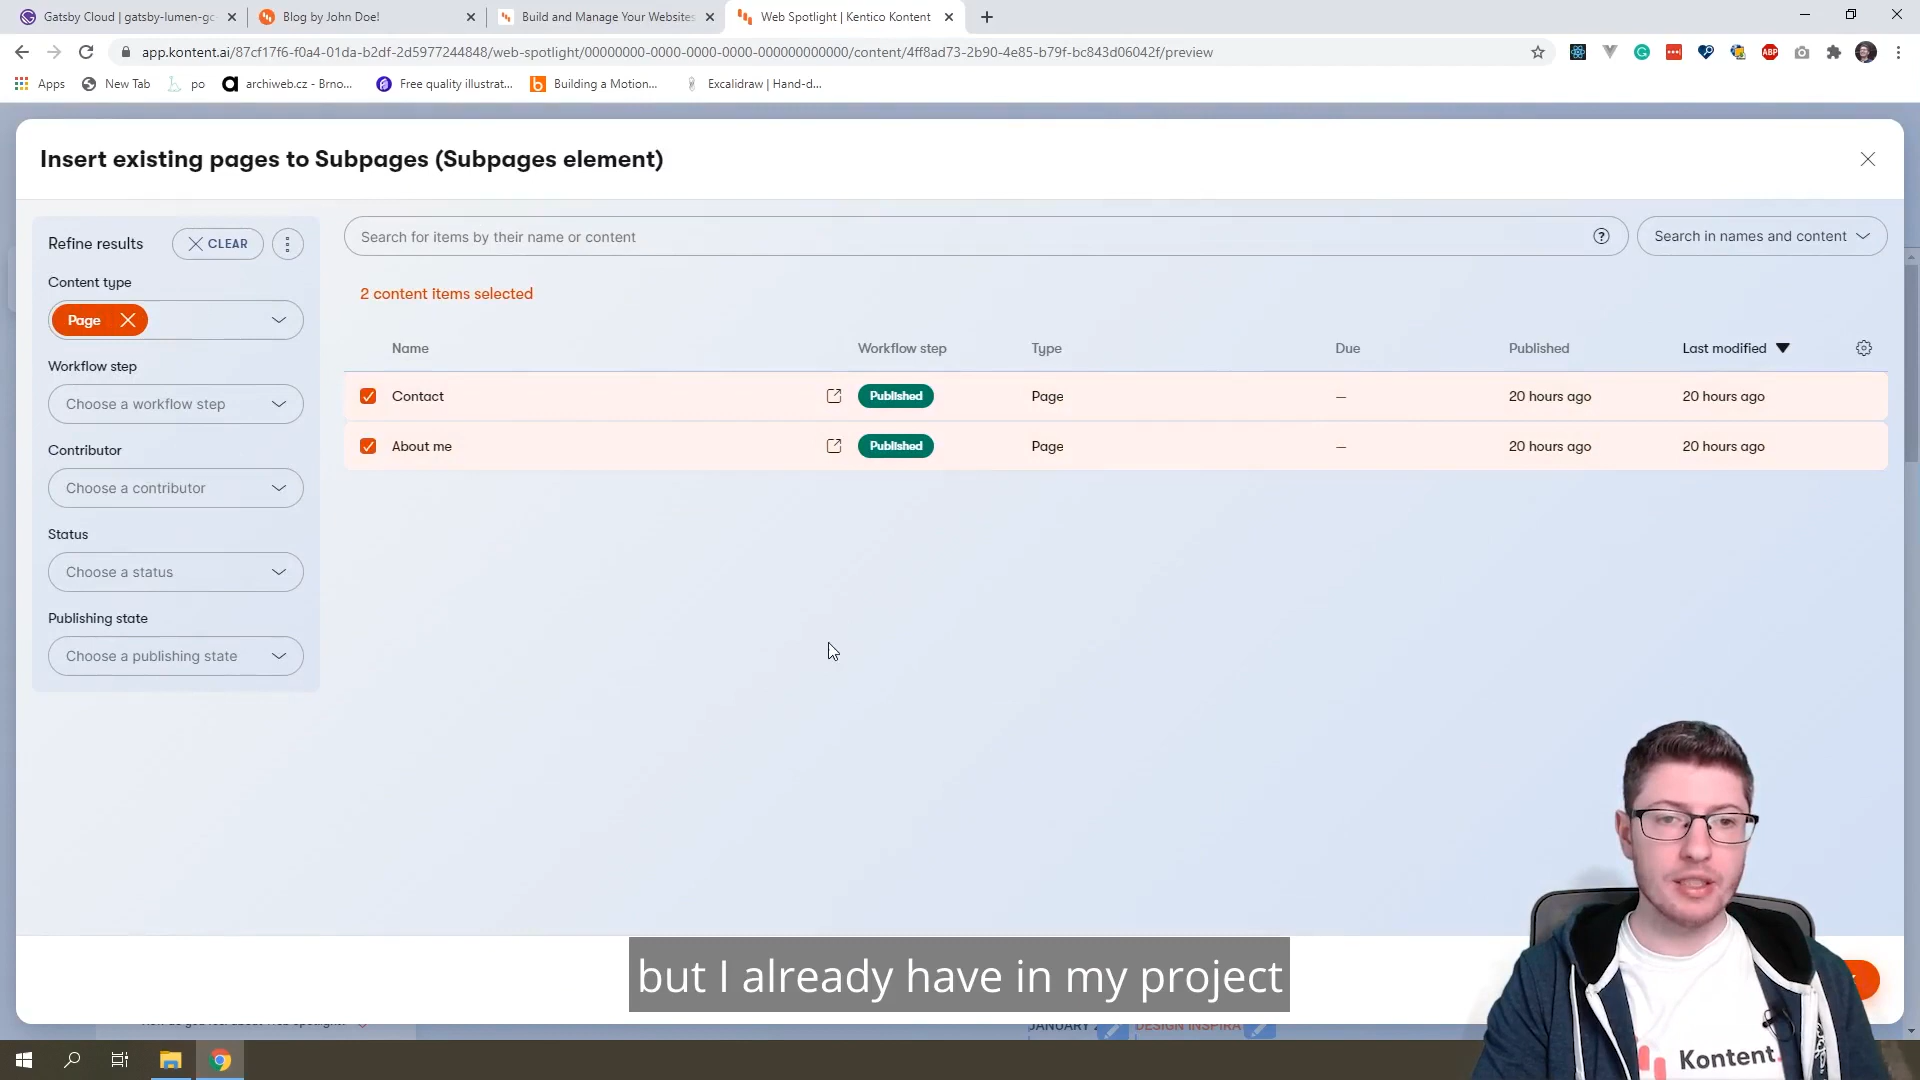 Gatsby Cloud | gatsby-lumen-gc-
Blog by John Doe!
Build and Manage Your Websites
Web Spotlight | Kentico Kontent
app.kontent.ai/87cf17f6-f0a4-01da-b2df-2d5977244848/web-spotlight/00000000-0000-0000-0000-000000000000/content/4ff8ad73-2b90-4e85-b79f-bc843d06042f/preview
Apps
New Tab
po
archiweb.cz - Brno...
Free quality illustrat...
Building a Motion...
Excalidraw | Hand-d...
Insert existing pages to Subpages (Subpages element)
Refine results
CLEAR
Search for items by their name or content
Search in names and content
Content type
Page
2 content items selected
Name Workflow step Type Due Published Last modified
Contact Published Page — 20 hours ago 20 hours ago
About me Published Page — 20 hours ago 20 hours ago
Workflow step
Choose a workflow step
Contributor
Choose a contributor
Status
Choose a status
Publishing state
Choose a publishing state
but I already have in my project
JANUARY
DESIGN INSPIRA
Kontent.